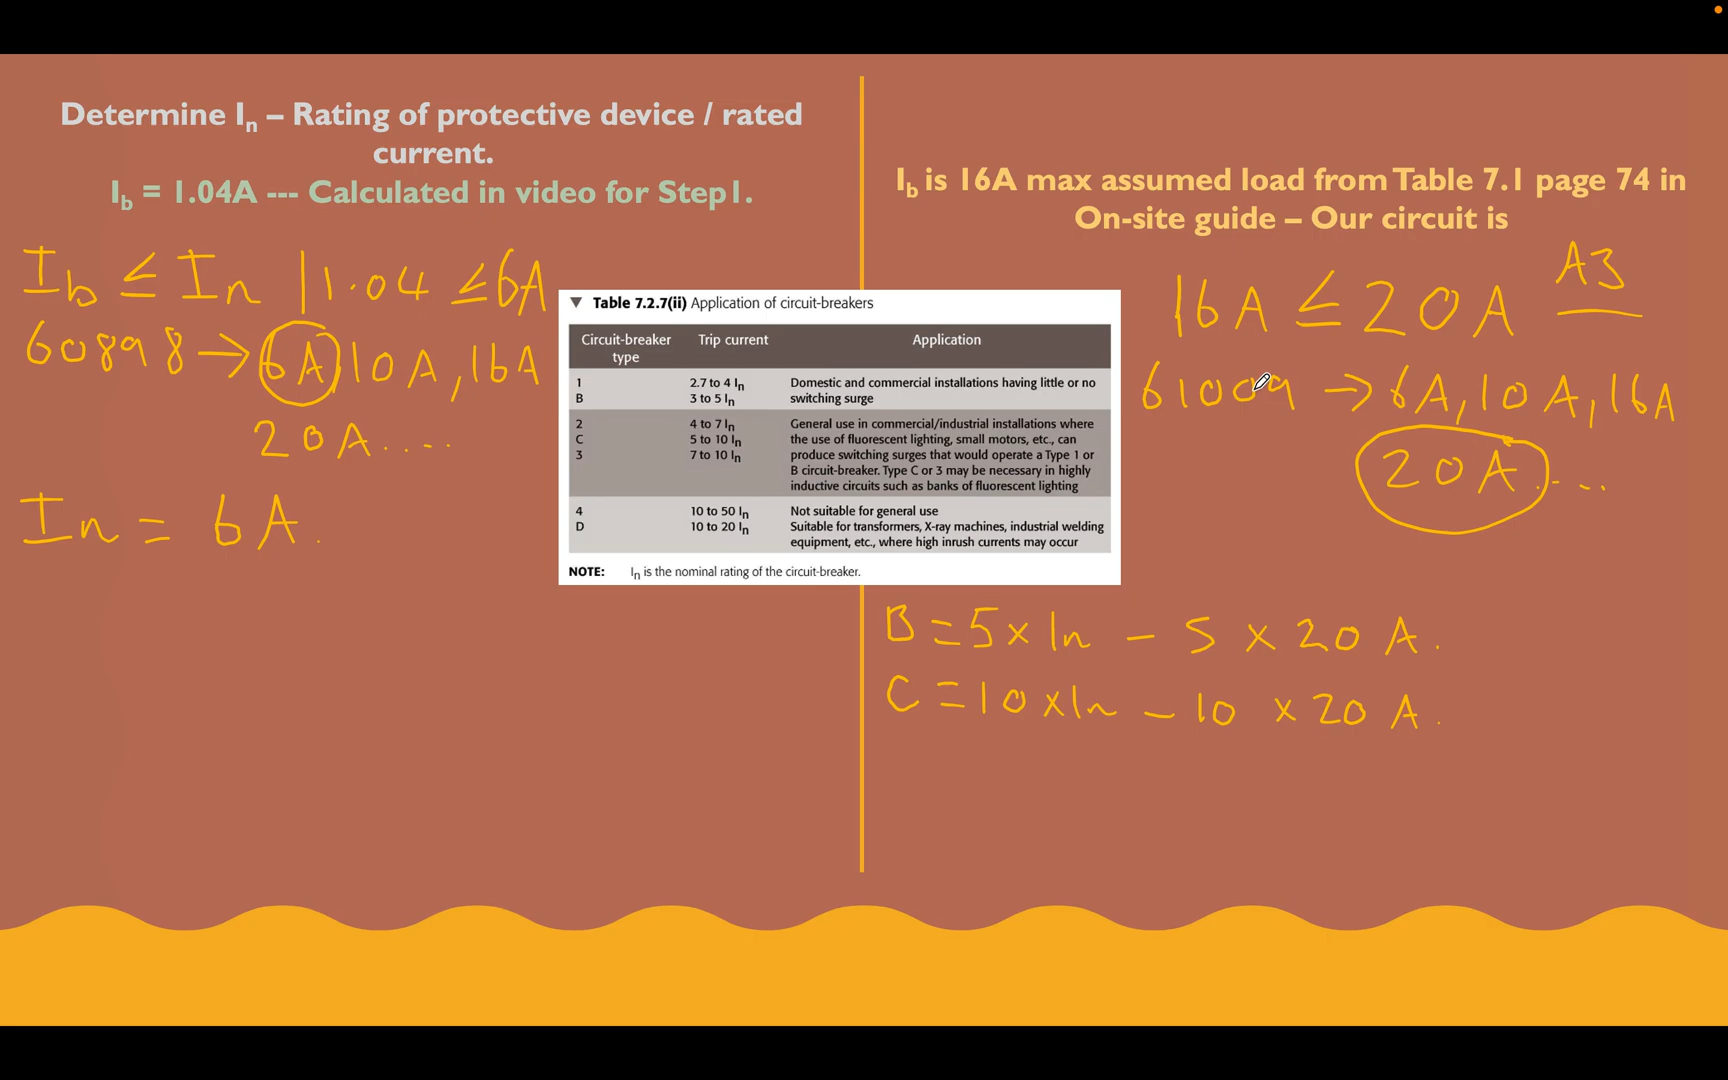 Determine In – Rating of protective device / rated
current.
Ib = 1.04A --- Calculated in video for Step1.
Ib ≤ In | 1.04 ≤ 6A
60898 → 6A, 10A, 16A
20A....
In = 6A.
Ib is 16A max assumed load from Table 7.1 page 74 in
On-site guide – Our circuit is
A3
16A ≤ 20A
61009 → 6A, 10A, 16A
20A....
▼ Table 7.2.7(ii) Application of circuit-breakers
Circuit-breaker type Trip current Application
1 2.7 to 4 In Domestic and commercial installations having little or no
B 3 to 5 In switching surge
2 4 to 7 In General use in commercial/industrial installations where
C 5 to 10 In the use of fluorescent lighting, small motors, etc., can
3 7 to 10 In produce switching surges that would operate a Type 1 or
B circuit-breaker. Type C or 3 may be necessary in highly
inductive circuits such as banks of fluorescent lighting
4 10 to 50 In Not suitable for general use
D 10 to 20 In Suitable for transformers, X-ray machines, industrial welding
equipment, etc., where high inrush currents may occur
NOTE: In is the nominal rating of the circuit-breaker.
B = 5 x In – 5 x 20A.
C = 10 x In – 10 x 20A.